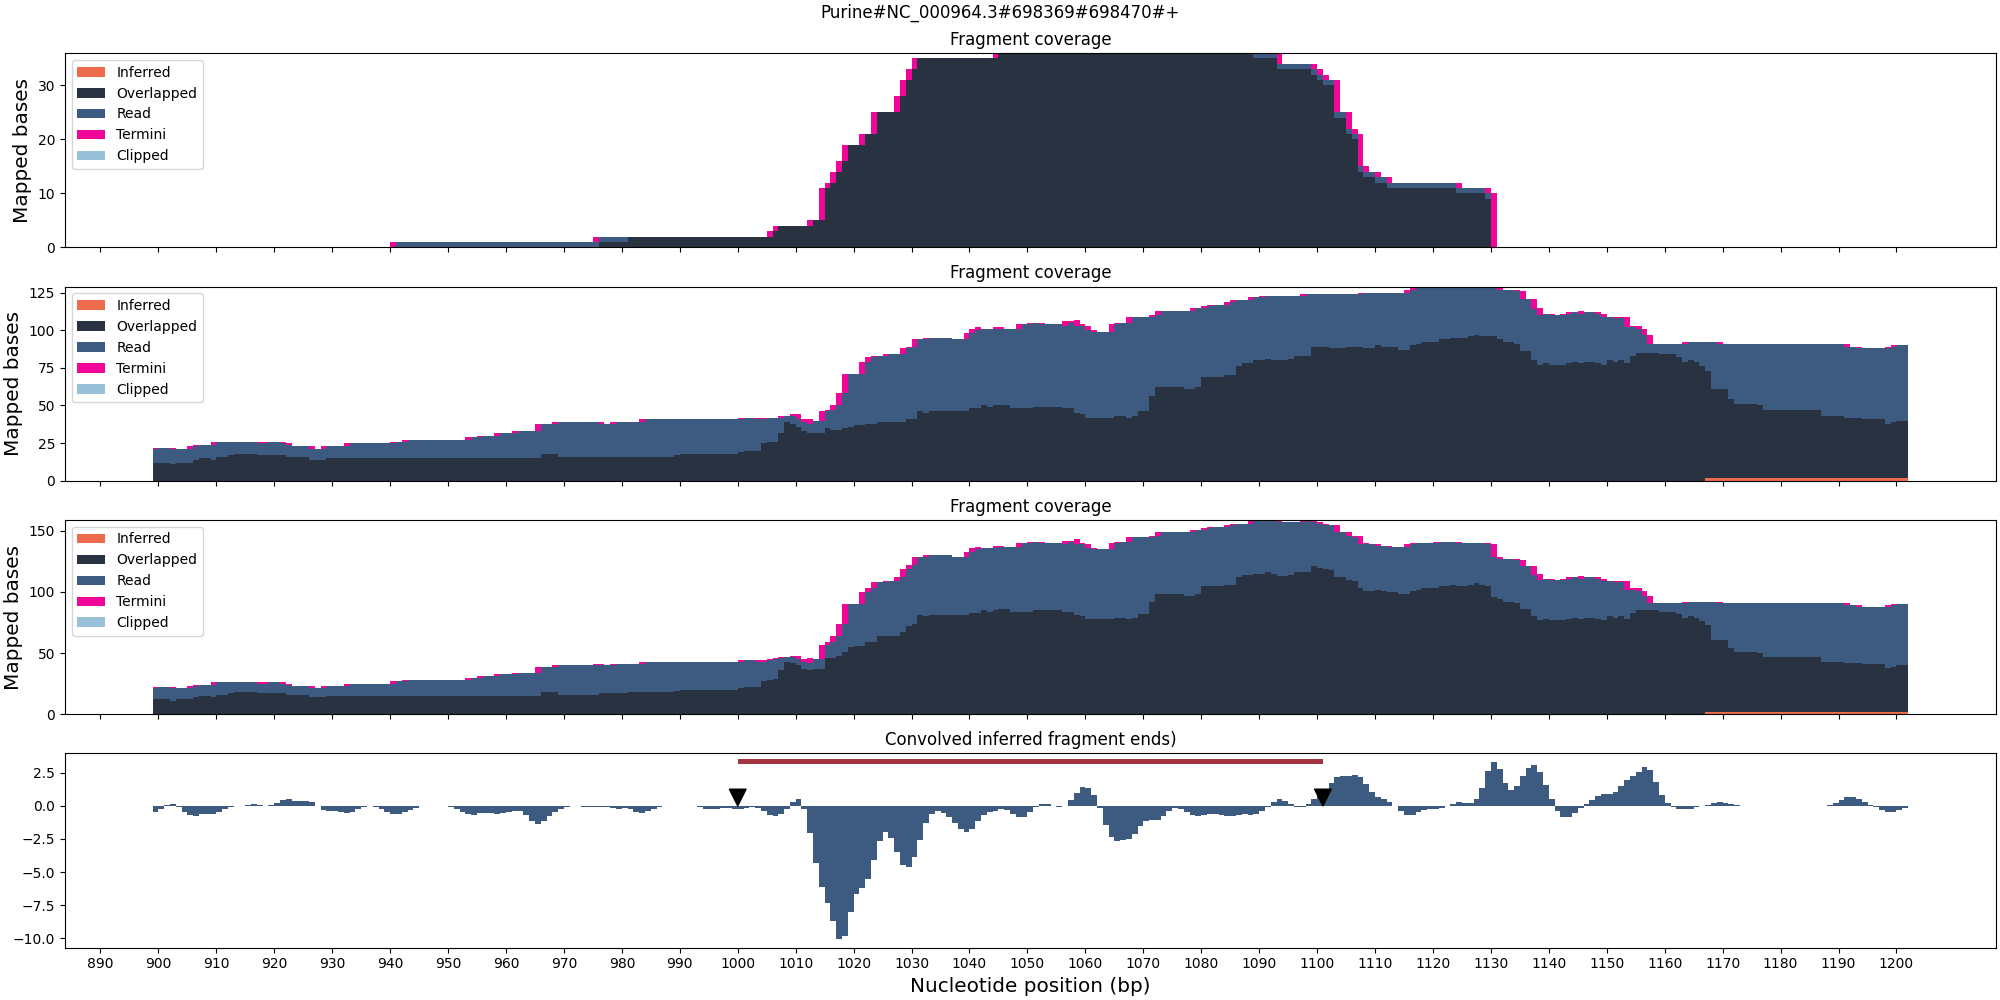 Purine#NC_000964.3#698369#698470#+
Fragment coverage
Mapped bases
30
20
10
0
Inferred
Overlapped
Read
Termini
Clipped
Fragment coverage
Mapped bases
125
100
75
50
25
0
Inferred
Overlapped
Read
Termini
Clipped
Fragment coverage
Mapped bases
150
100
50
0
Inferred
Overlapped
Read
Termini
Clipped
Convolved inferred fragment ends)
2.5
0.0
−2.5
−5.0
−7.5
−10.0
890 900 910 920 930 940 950 960 970 980 990 1000 1010 1020 1030 1040 1050 1060 1070 1080 1090 1100 1110 1120 1130 1140 1150 1160 1170 1180 1190 1200
Nucleotide position (bp)